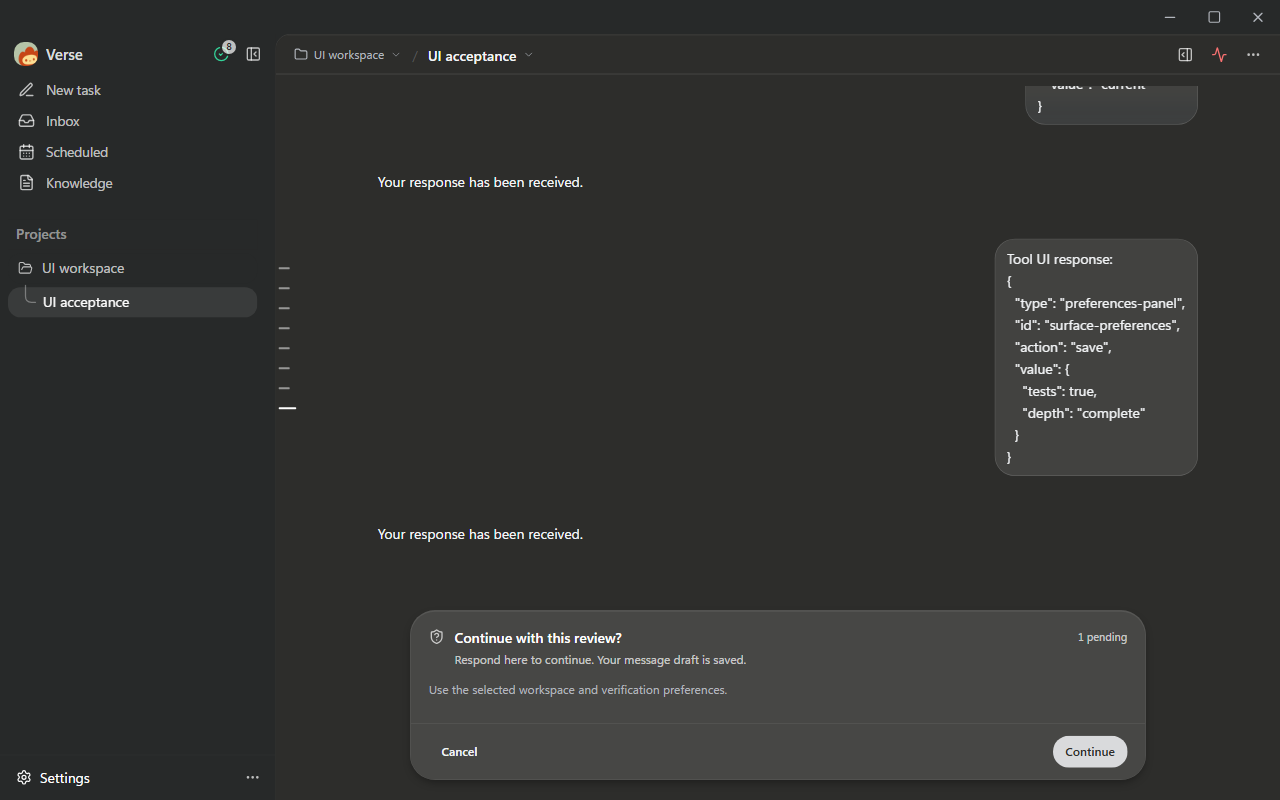 Verse
8
New task
Inbox
Scheduled
Knowledge
Projects
UI workspace
UI acceptance
Settings
UI workspace / UI acceptance
"value": "current"
}
Your response has been received.
Tool UI response:
{
"type": "preferences-panel",
"id": "surface-preferences",
"action": "save",
"value": {
"tests": true,
"depth": "complete"
}
}
Your response has been received.
Continue with this review?
1 pending
Respond here to continue. Your message draft is saved.
Use the selected workspace and verification preferences.
Cancel
Continue